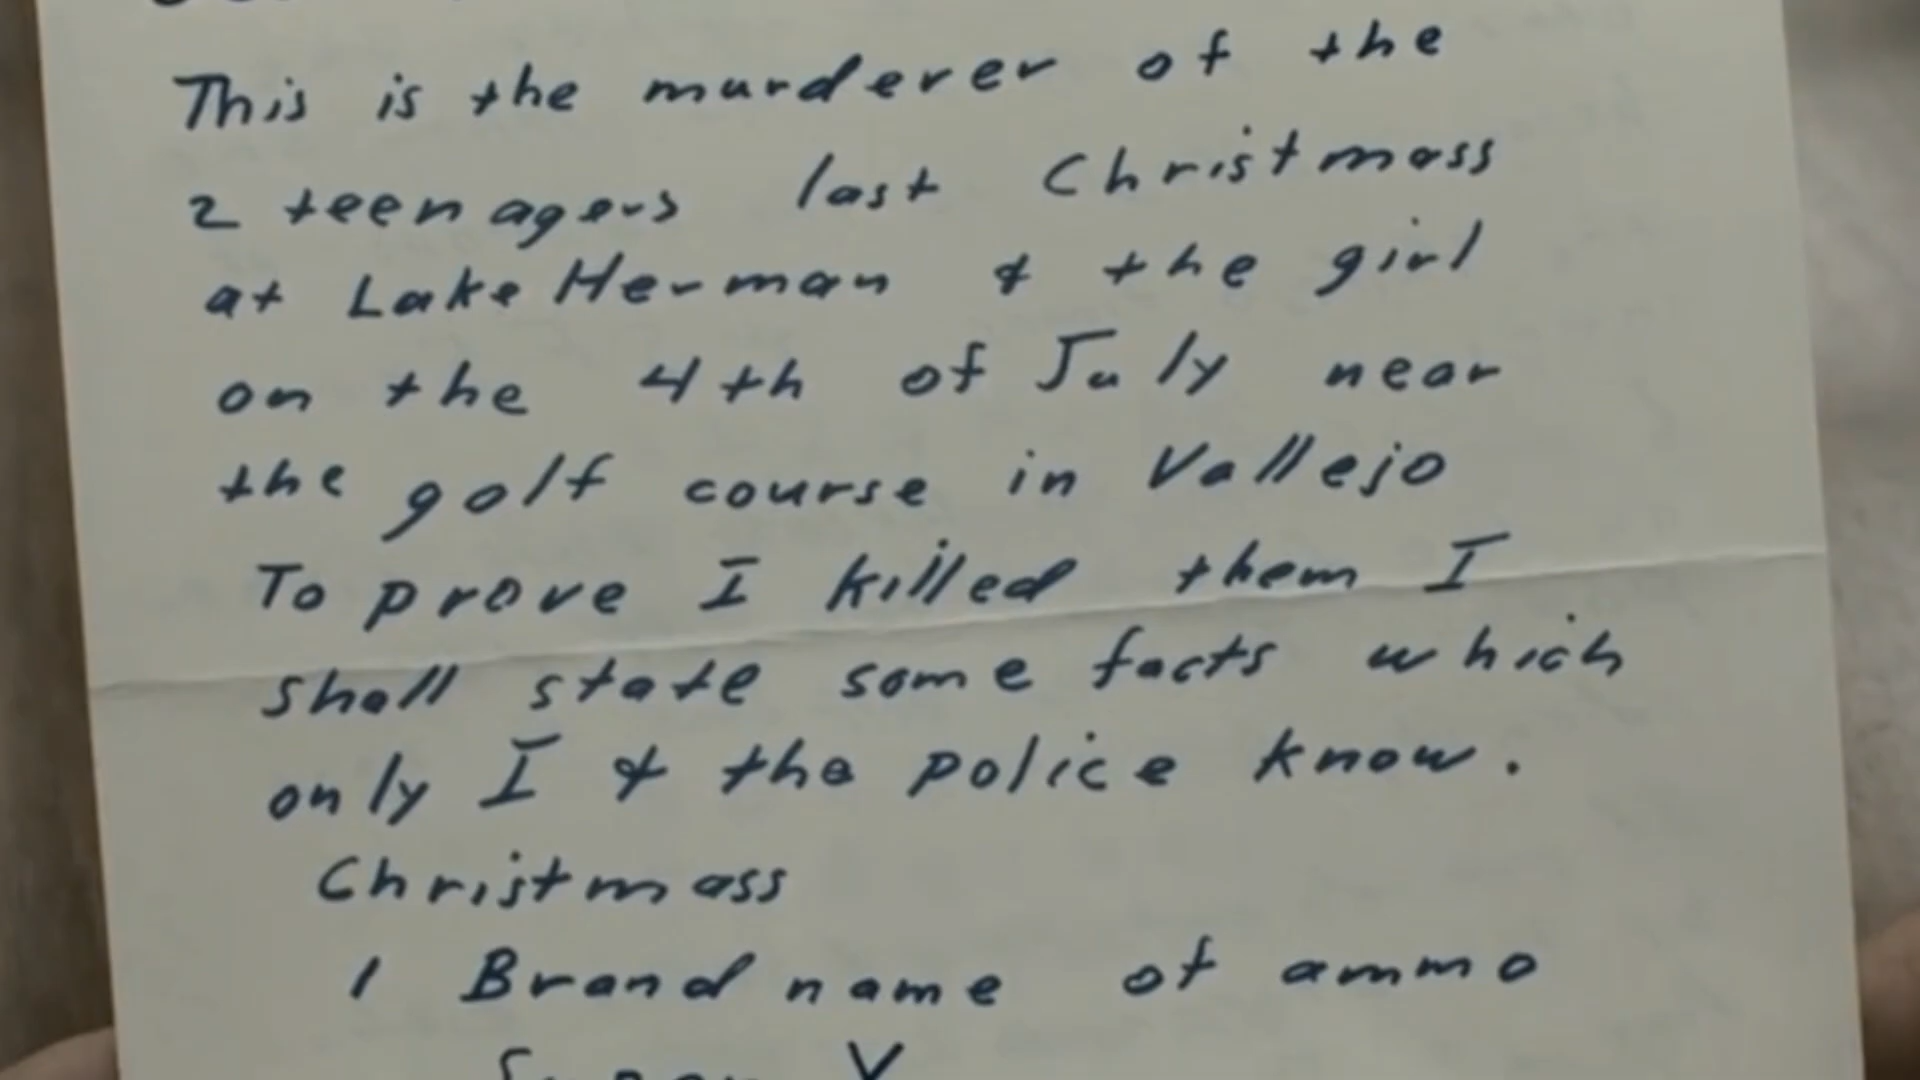 This is the murderer of the
2 teenagers last Christmass
at Lake Herman & the girl
on the 4th of July near
the golf course in Vallejo
To prove I killed them I
shall state some facts which
only I & the police know.
Christmass
1 Brand name of ammo
Super X